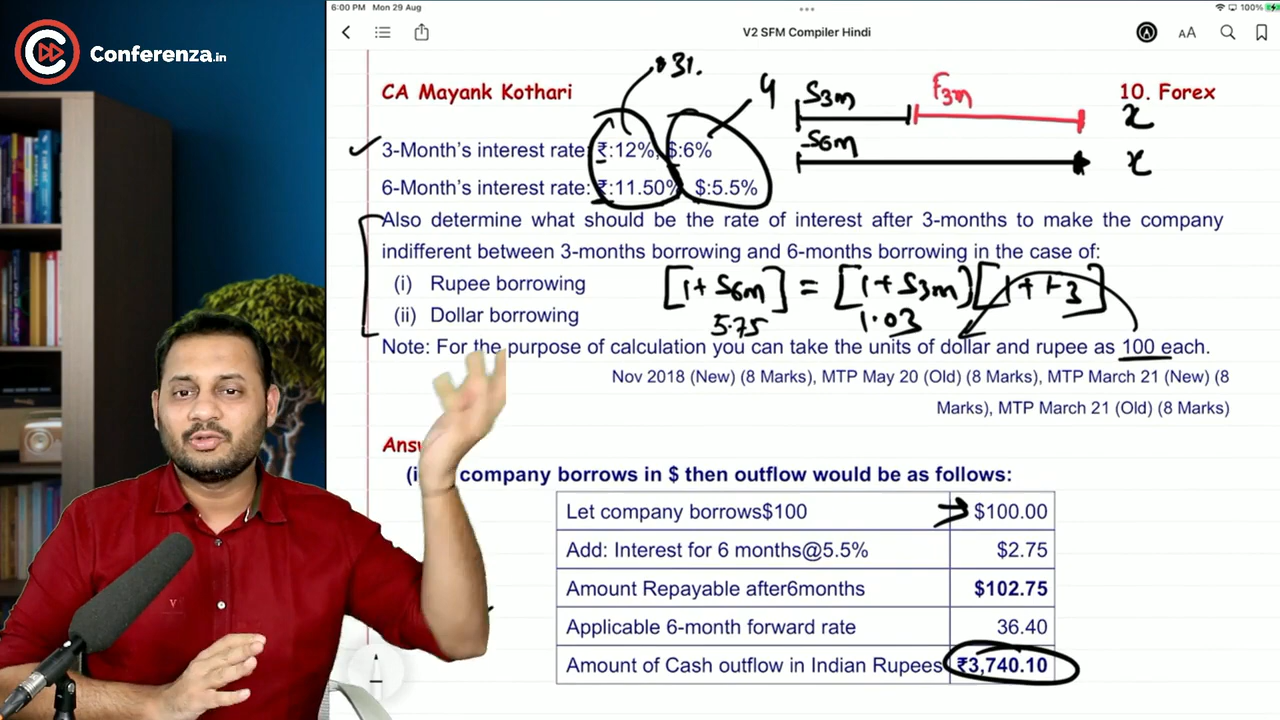 6:00 PM Mon 29 Aug
100%
V2 SFM Compiler Hindi
AA
Conferenza.in
CA Mayank Kothari
10. Forex
S3m
F3m
x
S6m
x
3-Month's interest rate: ₹:12%, $:6%
6-Month's interest rate: ₹:11.50%, $:5.5%
Also determine what should be the rate of interest after 3-months to make the company
indifferent between 3-months borrowing and 6-months borrowing in the case of:
(i) Rupee borrowing
(ii) Dollar borrowing
[1+S6m] = [1+S3m]
5.75 1.03
Note: For the purpose of calculation you can take the units of dollar and rupee as 100 each.
Nov 2018 (New) (8 Marks), MTP May 20 (Old) (8 Marks), MTP March 21 (New) (8
Marks), MTP March 21 (Old) (8 Marks)
company borrows in $ then outflow would be as follows:
Let company borrows$100 $100.00
Add: Interest for 6 months@5.5% $2.75
Amount Repayable after6months $102.75
Applicable 6-month forward rate 36.40
Amount of Cash outflow in Indian Rupees ₹3,740.10
V